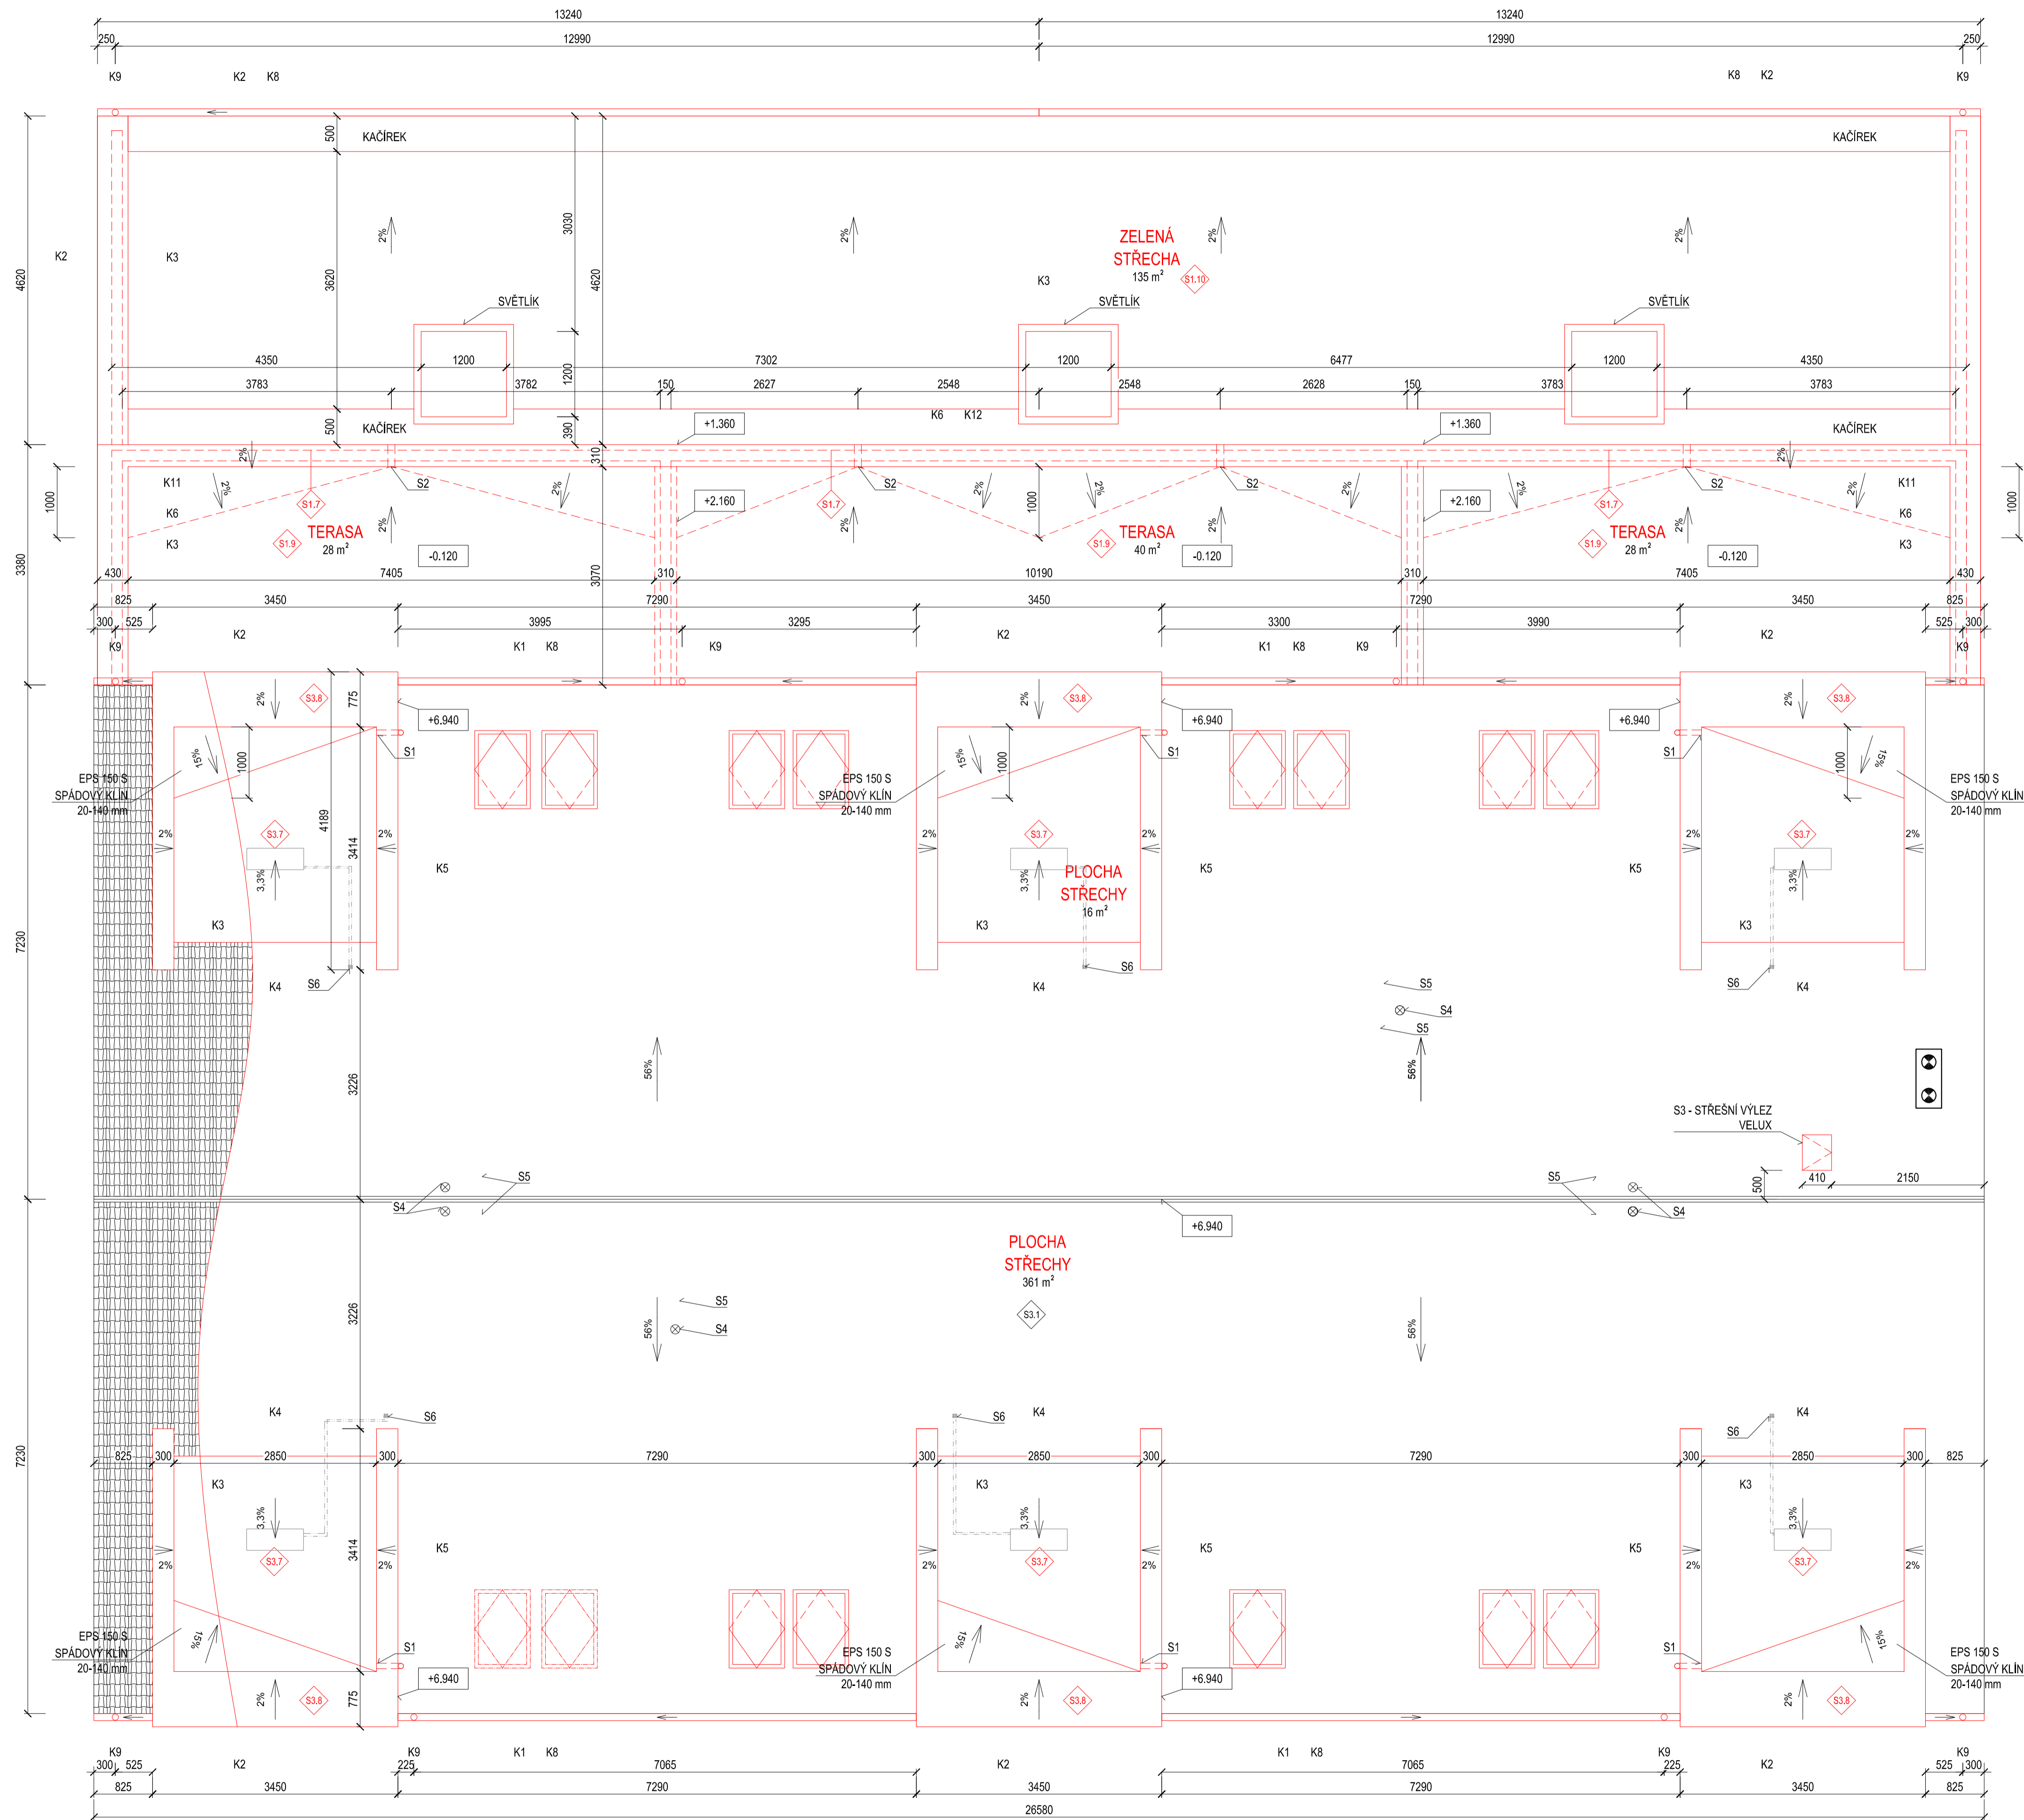 13240 13240
250 12990 12990 250
K9 K2 K8 K8 K2 K9
500 KAČÍREK KAČÍREK
2% 2% 2% 2%
3030
ZELENÁ
STŘECHA
135 m²
S1.10
K2 K3 K3
4620 3620 4620
SVĚTLÍK SVĚTLÍK SVĚTLÍK
4350 1200 7302 1200 6477 1200 4350
1200
3783 3782 150 2627 2548 2548 2628 150 3783 3783
K6 K12
500 KAČÍREK 390 +1.360 +1.360 KAČÍREK
2% 310 2%
K11 2% S2 2% S2 2% 2% S2 2% 2% S2 2% K11
1000 S1.7 +2.160 S1.7 1000 +2.160 S1.7 1000
K6 K6
2% 2% 2% 2%
S1.9 TERASA
28 m²
S1.9 TERASA
40 m²
S1.9 TERASA
28 m²
K3 -0.120 -0.120 -0.120 K3
3380 3070
430 7405 310 10190 310 7405 430
825 3450 7290 3450 7290 3450 825
300 525 3995 3295 3300 3990 525 300
K2 K2 K2
K9 K1 K8 K9 K1 K8 K9 K9
2% S3.8 775 2% S3.8 2% S3.8
+6.940 +6.940 +6.940
S1 S1 S1
15% 1000 15% 1000 1000 15%
EPS 150 S
SPÁDOVÝ KLÍN
20-140 mm
EPS 150 S
SPÁDOVÝ KLÍN
20-140 mm
EPS 150 S
SPÁDOVÝ KLÍN
20-140 mm
4189 3414
2% S3.7 2% 2% S3.7 2% 2% S3.7 2%
3,3% K5 3,3% K5 K5 3,3%
PLOCHA
STŘECHY
16 m²
K3 K3 K3
7230
S6 S6 S6
K4 K4 K4
S5
S4
S5
3226 56% 56%
S3 - STŘEŠNÍ VÝLEZ
VELUX
500 410 2150
S5 S5
S4 S4
+6.940
PLOCHA
STŘECHY
361 m²
S3.1
S5
S4
3226 56% 56%
K4 K4 K4
S6 S6 S6
7230
825 300 2850 300 7290 300 2850 300 7290 300 2850 300 825
K3 K3 K3
3,3% 3,3% 3,3%
3414 K5 K5 K5
2% S3.7 2% 2% S3.7 2% 2% S3.7 2%
15% 15% 15%
EPS 150 S
SPÁDOVÝ KLÍN
20-140 mm
EPS 150 S
SPÁDOVÝ KLÍN
20-140 mm
EPS 150 S
SPÁDOVÝ KLÍN
20-140 mm
S1 S1 S1
+6.940 +6.940
2% S3.8 775 2% S3.8 2% S3.8
K9 K2 K9 K1 K8 K2 K1 K8 K9 K2 K9
300 525 225 7065 7065 225 525 300
825 3450 7290 3450 7290 3450 825
26580